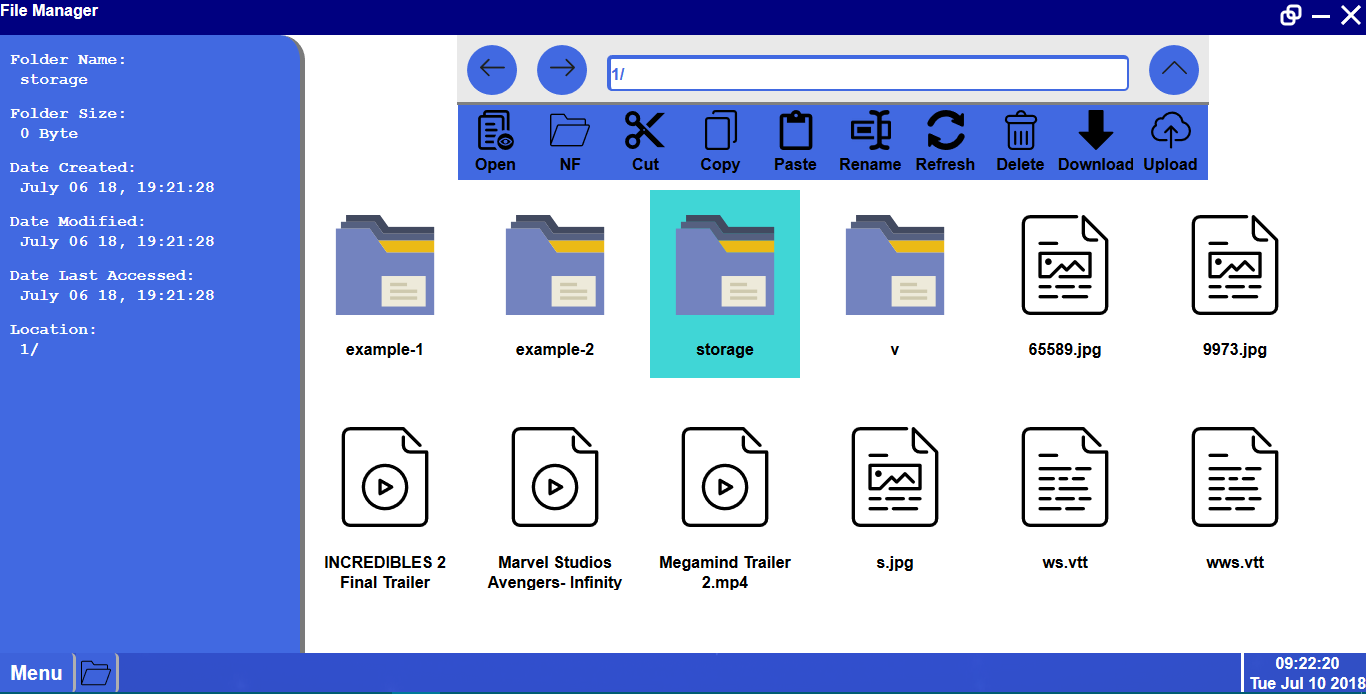 File Manager
Folder Name:
storage
Folder Size:
0 Byte
Date Created:
July 06 18, 19:21:28
Date Modified:
July 06 18, 19:21:28
Date Last Accessed:
July 06 18, 19:21:28
Location:
1/
1/
Open NF Cut Copy Paste Rename Refresh Delete Download Upload
example-1 example-2 storage v 65589.jpg 9973.jpg
INCREDIBLES 2 Marvel Studios Megamind Trailer s.jpg ws.vtt wws.vtt
Final Trailer Avengers- Infinity 2.mp4
Menu
09:22:20
Tue Jul 10 2018